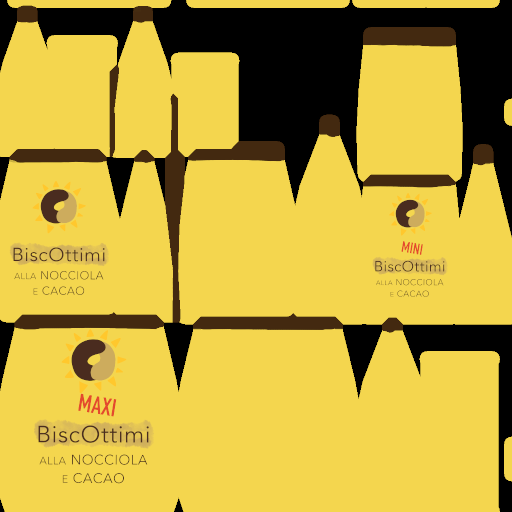 BiscOttimi
ALLA NOCCIOLA
E CACAO
MINI
BiscOttimi
ALLA NOCCIOLA
E CACAO
MAXI
BiscOttimi
ALLA NOCCIOLA
E CACAO